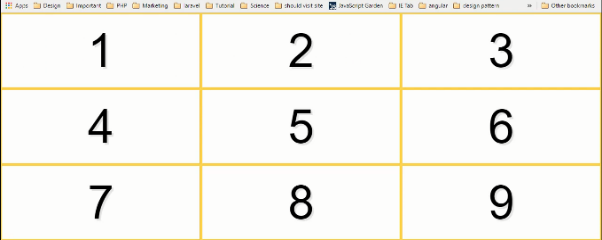 Apps Design Important PHP Marketing laravel Tutorial Science should visit site JavaScript Garden IE Tab angular design pattern » Other bookmarks
1 2 3
4 5 6
7 8 9